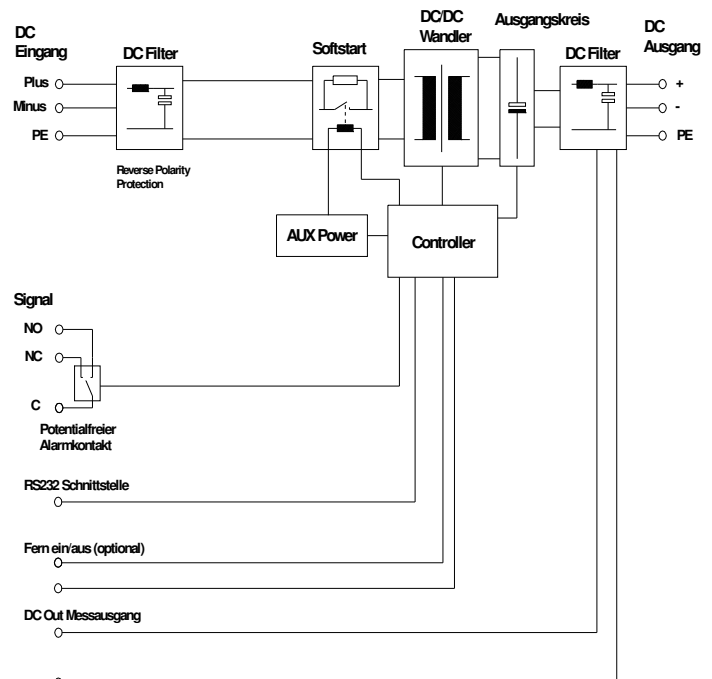 DC
Eingang
DC Filter
Softstart
DC/DC
Wandler
Ausgangskreis
DC Filter
DC
Ausgang
Plus
Minus
PE
+
-
PE
Reverse Polarity
Protection
AUX Power
Controller
Signal
NO
NC
C
Potentialfreier
Alarmkontakt
RS232 Schnittstelle
Fern ein/aus (optional)
DC Out Messausgang